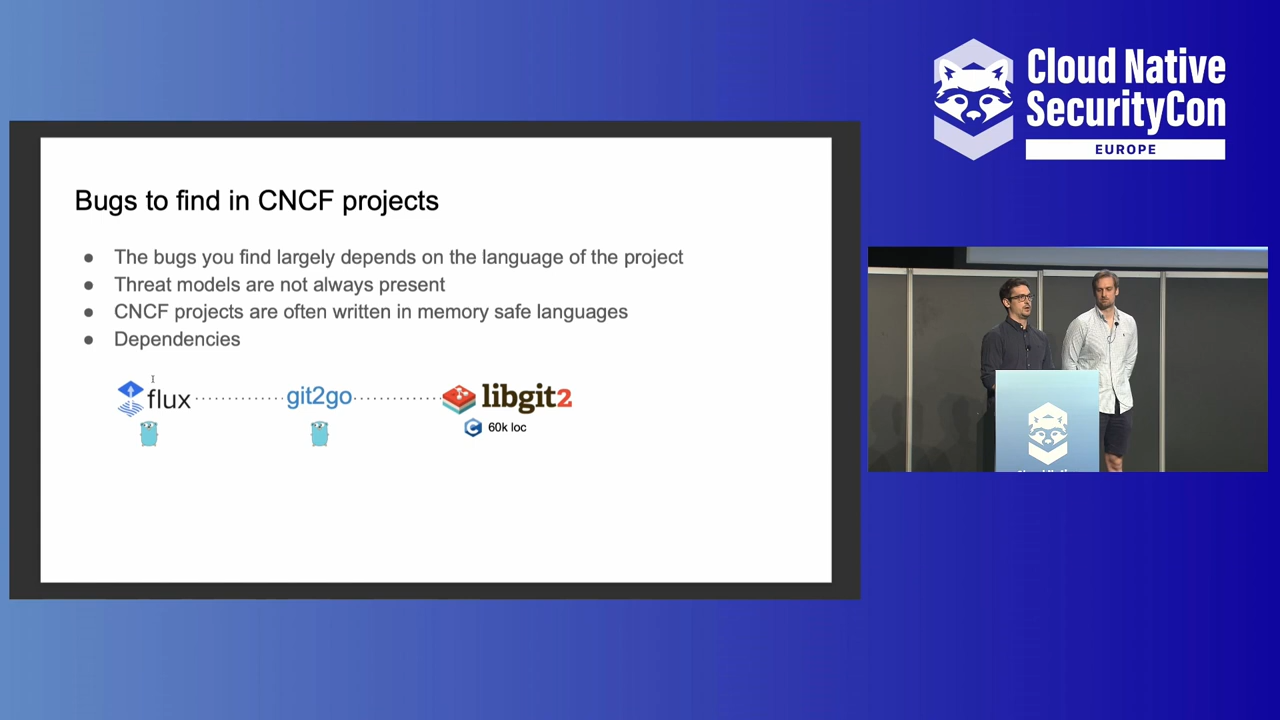 Cloud Native
SecurityCon
EUROPE
Bugs to find in CNCF projects
● The bugs you find largely depends on the language of the project
● Threat models are not always present
● CNCF projects are often written in memory safe languages
● Dependencies
flux git2go libgit2
C 60k loc